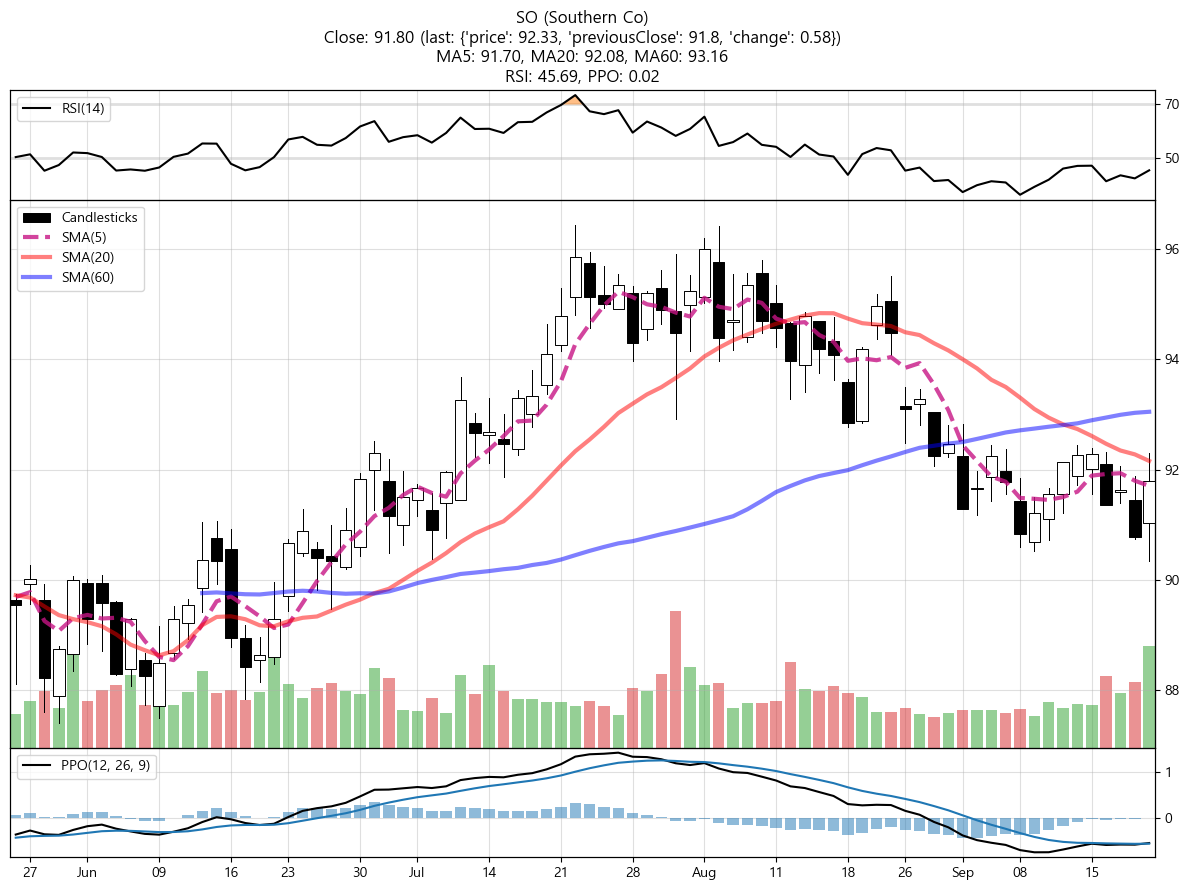 SO (Southern Co)
Close: 91.80 (last: {'price': 92.33, 'previousClose': 91.8, 'change': 0.58})
MA5: 91.70, MA20: 92.08, MA60: 93.16
RSI: 45.69, PPO: 0.02
RSI(14)
70
50
Candlesticks
SMA(5)
SMA(20)
SMA(60)
96
94
92
90
88
PPO(12, 26, 9)
1
0
27 Jun 09 16 23 30 Jul 14 21 28 Aug 11 18 26 Sep 08 15